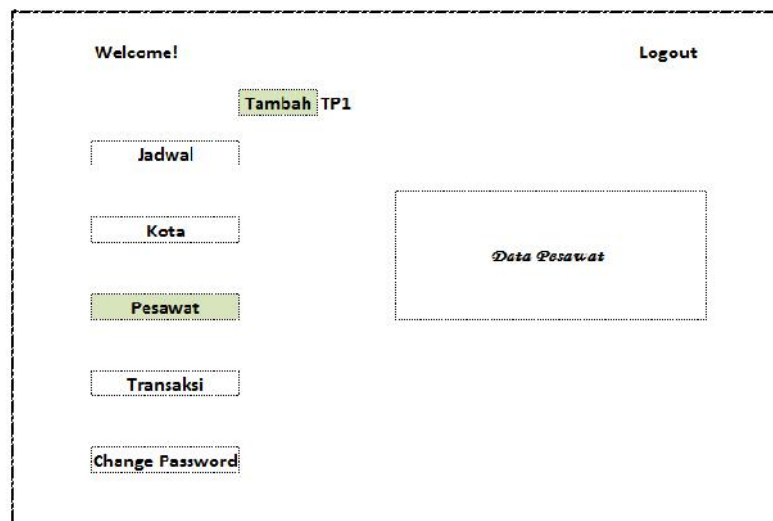 Welcome! Logout
Tambah TP1
Jadwal
Kota
Data Pesawat
Pesawat
Transaksi
Change Password